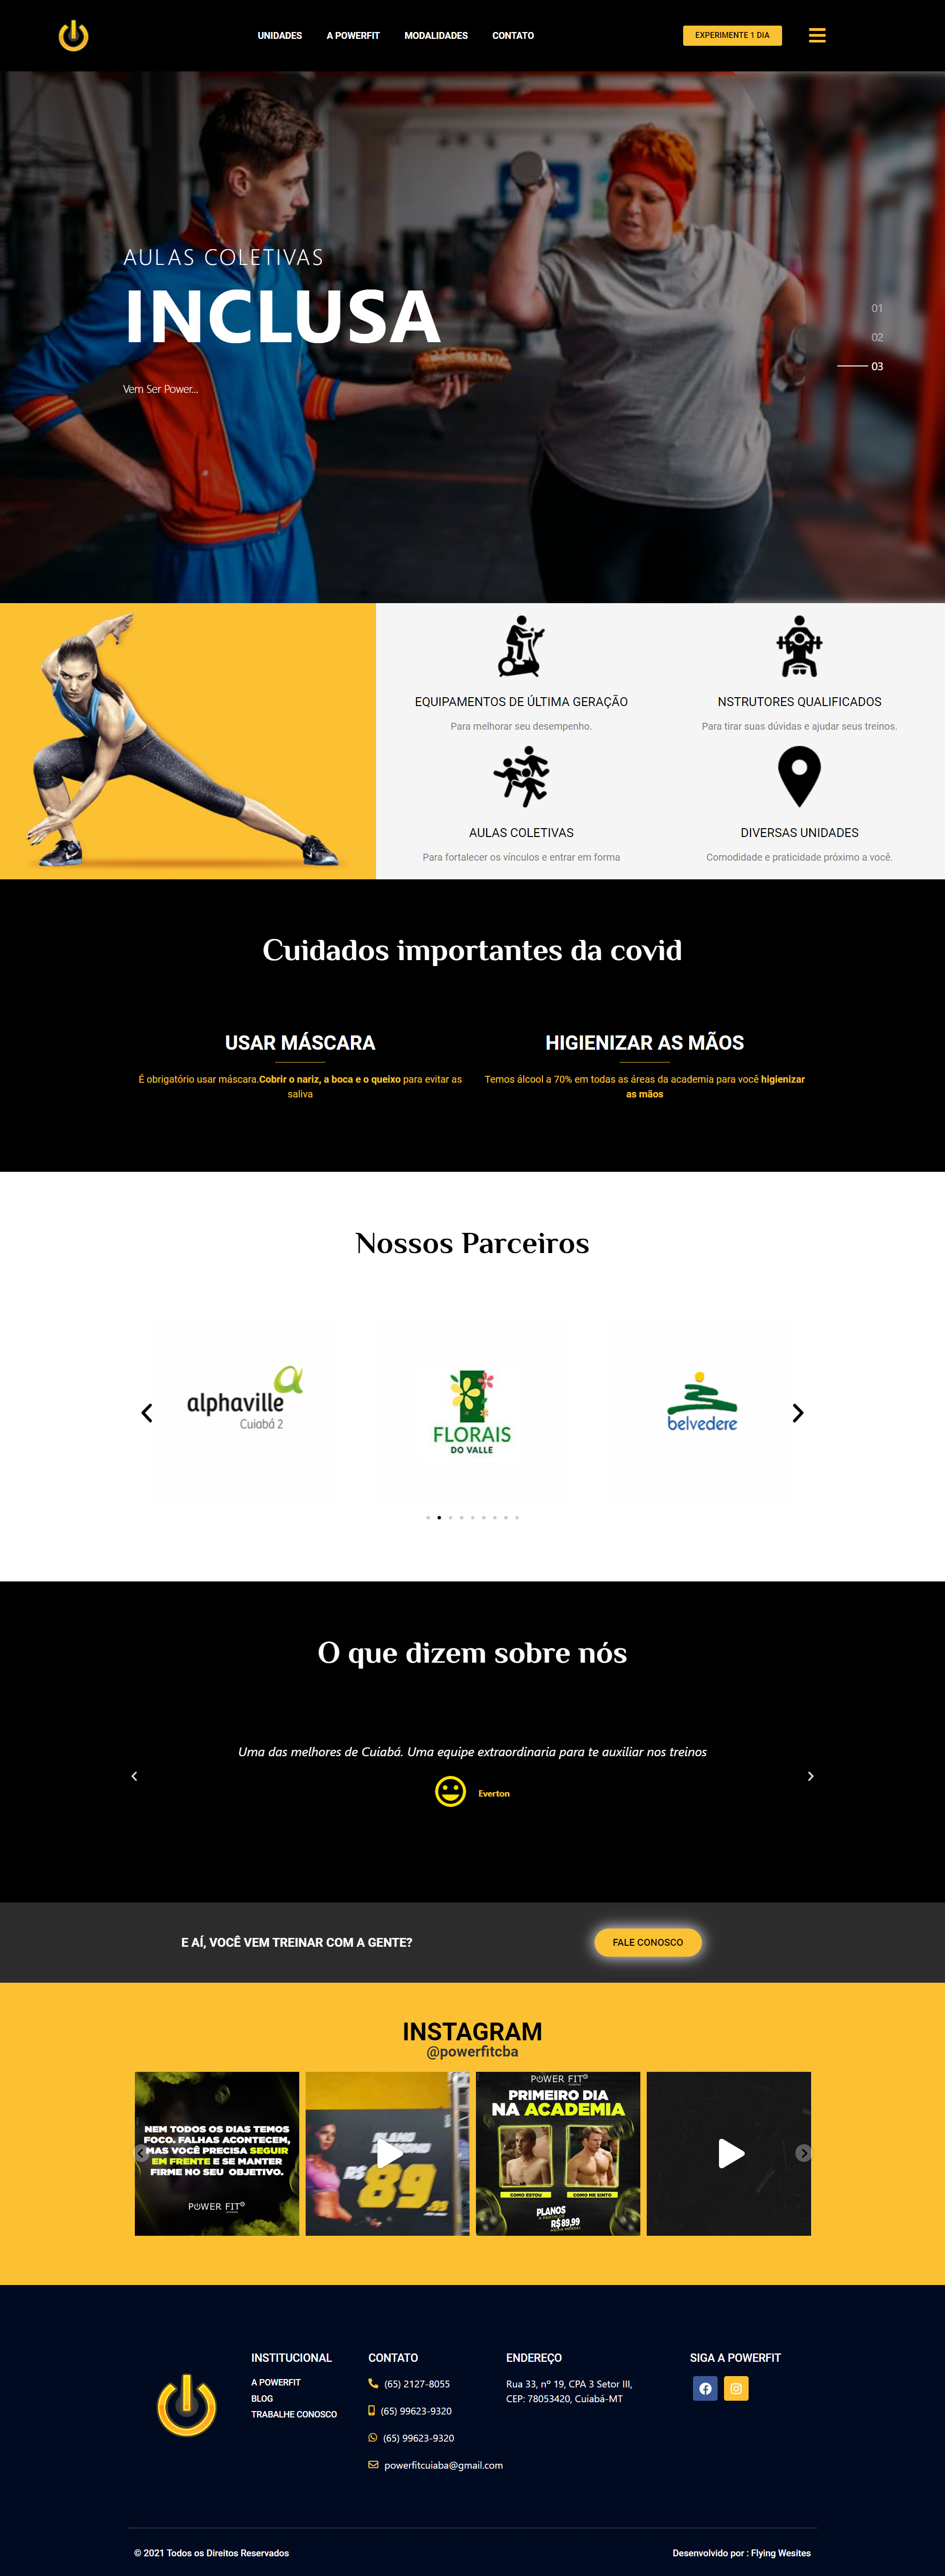 UNIDADES
A POWERFIT
MODALIDADES
CONTATO
EXPERIMENTE 1 DIA
AULAS COLETIVAS
INCLUSA
Vem Ser Power...
01
02
03
EQUIPAMENTOS DE ÚLTIMA GERAÇÃO
Para melhorar seu desempenho.
NSTRUTORES QUALIFICADOS
Para tirar suas dúvidas e ajudar seus treinos.
AULAS COLETIVAS
Para fortalecer os vínculos e entrar em forma
DIVERSAS UNIDADES
Comodidade e praticidade próximo a você.
Cuidados importantes da covid
USAR MÁSCARA
É obrigatório usar máscara.Cobrir o nariz, a boca e o queixo para evitar as
saliva
HIGIENIZAR AS MÃOS
Temos álcool a 70% em todas as áreas da academia para você higienizar
as mãos
Nossos Parceiros
alphaville
Cuiabá 2
FLORAIS
DO VALLE
belvedere
O que dizem sobre nós
Uma das melhores de Cuiabá. Uma equipe extraordinaria para te auxiliar nos treinos
Everton
E AÍ, VOCÊ VEM TREINAR COM A GENTE?
FALE CONOSCO
INSTAGRAM
@powerfitcba
NEM TODOS OS DIAS TEMOS
FOCO. FALHAS ACONTECEM,
MAS VOCÊ PRECISA SEGUIR
EM FRENTE E SE MANTER
FIRME NO SEU OBJETIVO.
POWER FIT
PLANO
R$89
POWER FIT
PRIMEIRO DIA
NA ACADEMIA
COMO ESTOU
COMO ME SINTO
PLANOS
R$89,99
INSTITUCIONAL
A POWERFIT
BLOG
TRABALHE CONOSCO
CONTATO
(65) 2127-8055
(65) 99623-9320
(65) 99623-9320
powerfitcuiaba@gmail.com
ENDEREÇO
Rua 33, nº 19, CPA 3 Setor III,
CEP: 78053420, Cuiabá-MT
SIGA A POWERFIT
© 2021 Todos os Direitos Reservados
Desenvolvido por : Flying Wesites